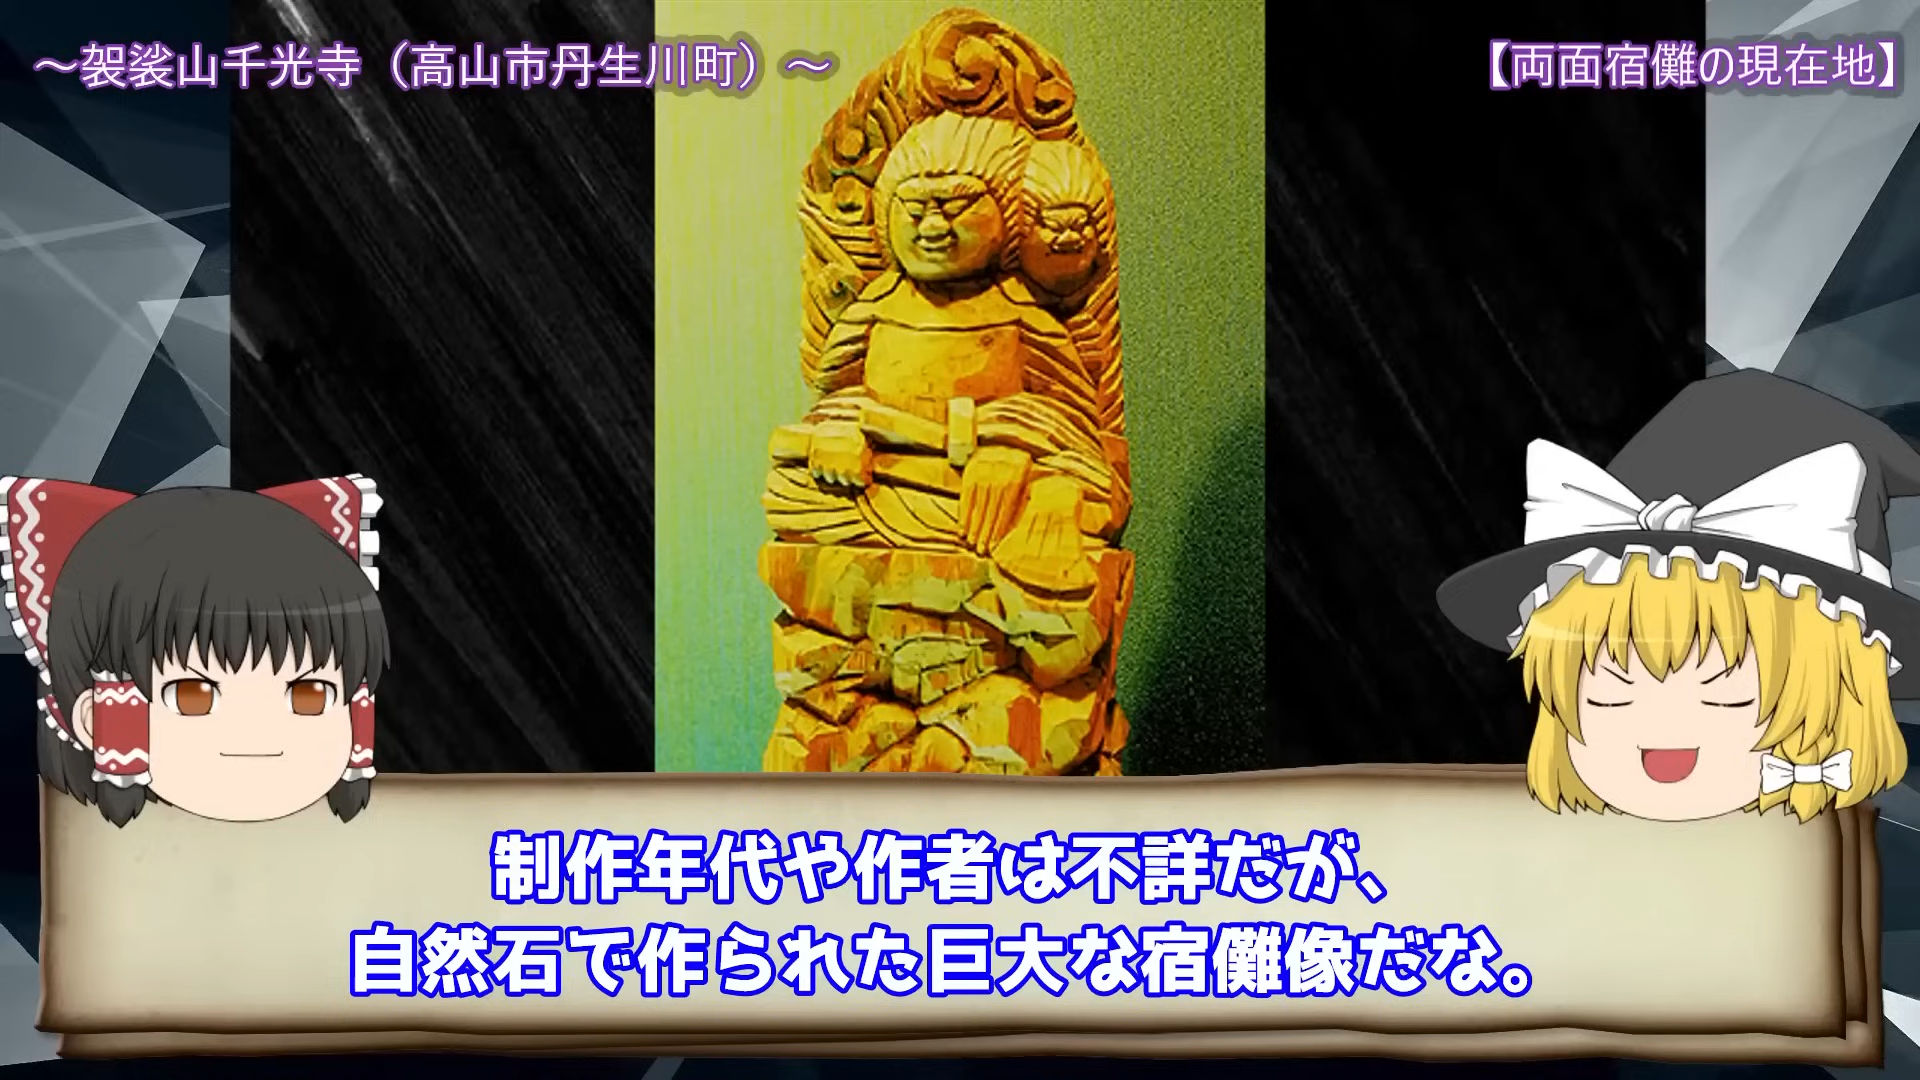 ～袈裟山千光寺（高山市丹生川町）～
【両面宿儺の現在地】
制作年代や作者は不詳だが、
自然石で作られた巨大な宿儺像だな。